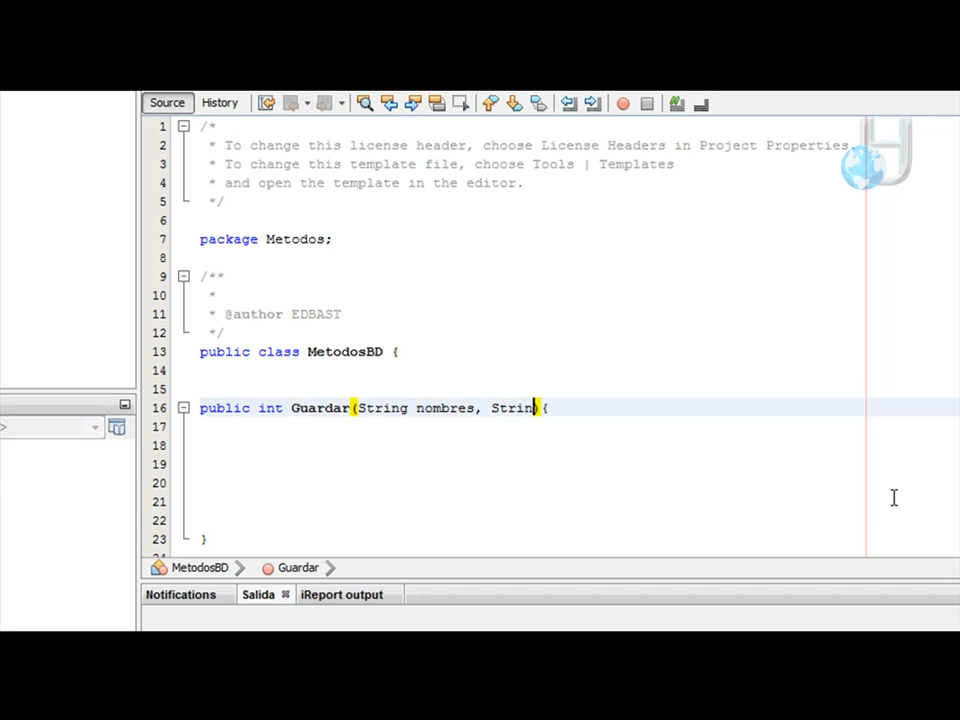 Source History
1 /*
2 * To change this license header, choose License Headers in Project Properties.
3 * To change this template file, choose Tools | Templates
4 * and open the template in the editor.
5 */
6
7 package Metodos;
8
9 /**
10 *
11 * @author EDBAST
12 */
13 public class MetodosBD {
14
15
16 public int Guardar(String nombres, Strin){
17
18
19
20
21
22
23 }
24
>
MetodosBD Guardar
Notifications Salida iReport output